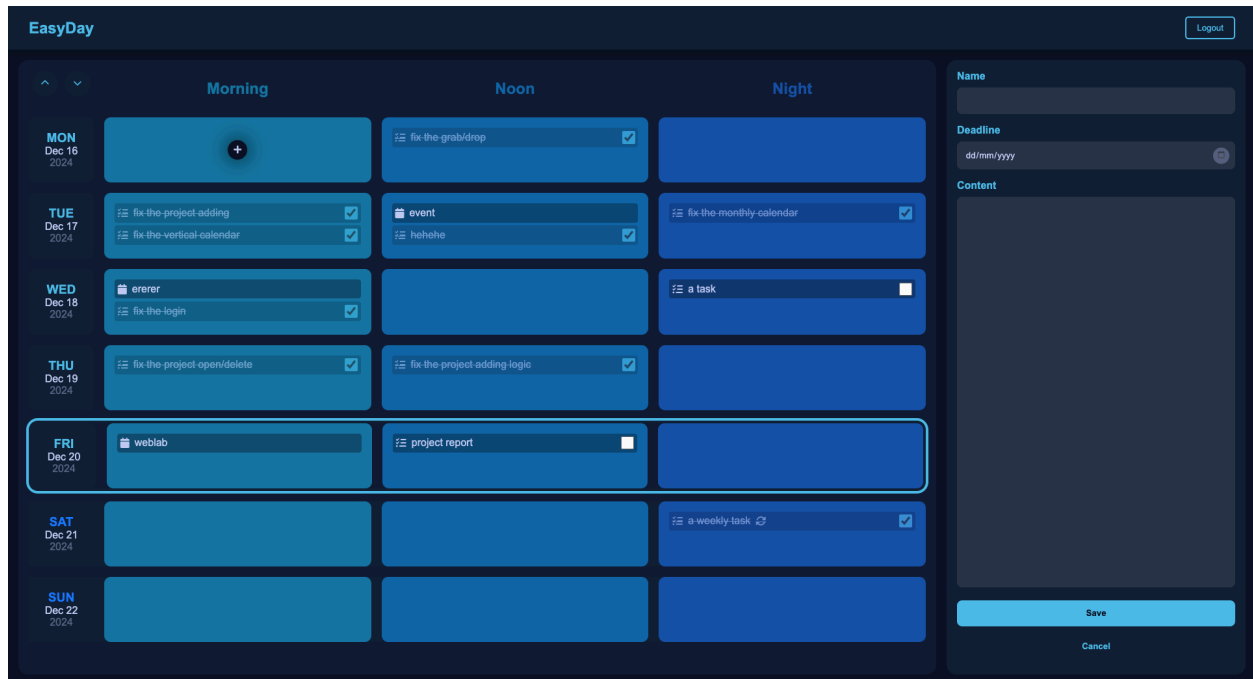 EasyDay
Logout
Morning
Noon
Night
MON
Dec 16
2024
fix the grab/drop
TUE
Dec 17
2024
fix the project adding
fix the vertical calendar
event
hehehe
fix the monthly calendar
WED
Dec 18
2024
ererer
fix the login
a task
THU
Dec 19
2024
fix the project open/delete
fix the project adding logic
FRI
Dec 20
2024
weblab
project report
SAT
Dec 21
2024
a weekly task
SUN
Dec 22
2024
Name
Deadline
dd/mm/yyyy
Content
Save
Cancel